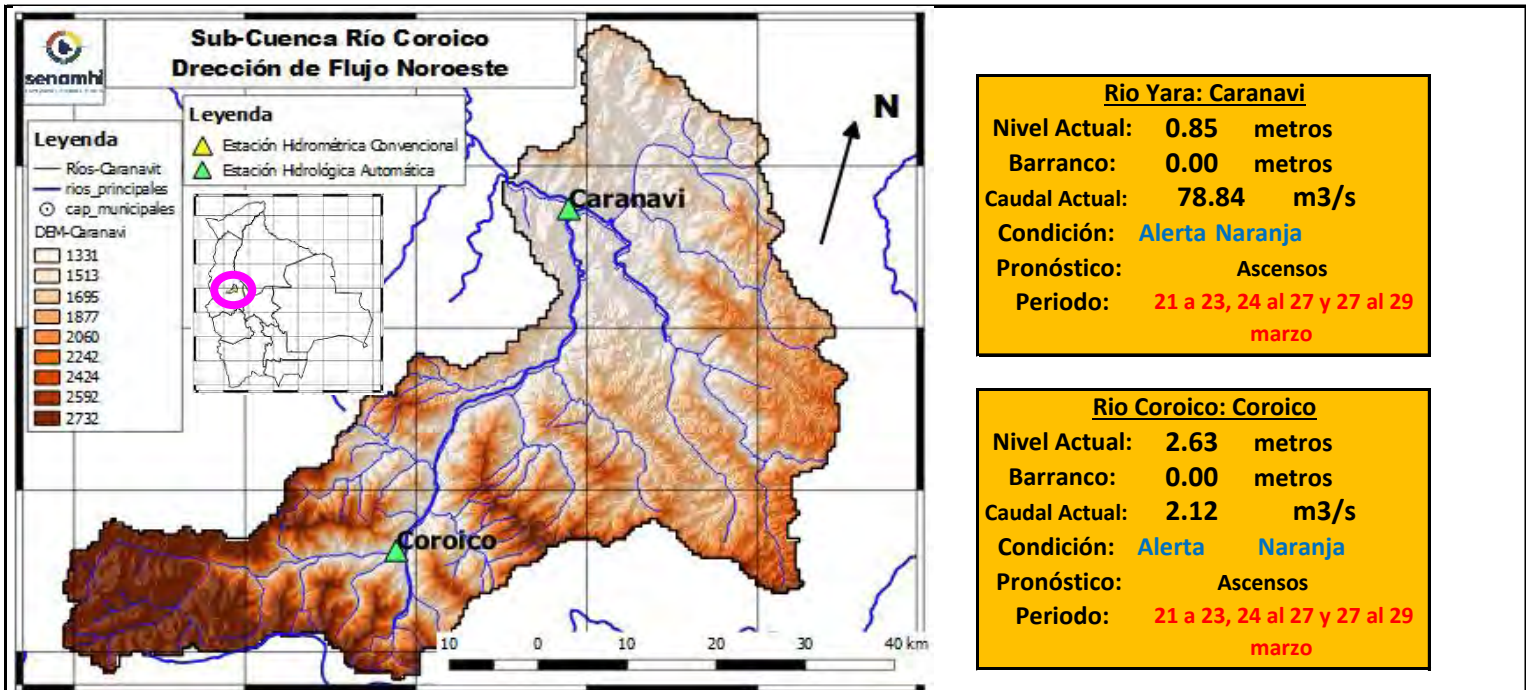 senamhi
Sub-Cuenca Río Coroico
Drección de Flujo Noroeste
Leyenda
Ríos-Caranavit
rios_principales
cap_municipales
DEM-Caranavi
1331
1513
1695
1877
2060
2242
2424
2592
2732
Leyenda
Estación Hidrométrica Convencional
Estación Hidrológica Automática
N
Caranavi
Coroico
10 0 10 20 30 40 km
Rio Yara: Caranavi
Nivel Actual: 0.85 metros
Barranco: 0.00 metros
Caudal Actual: 78.84 m3/s
Condición: Alerta Naranja
Pronóstico: Ascensos
Periodo: 21 a 23, 24 al 27 y 27 al 29
marzo
Rio Coroico: Coroico
Nivel Actual: 2.63 metros
Barranco: 0.00 metros
Caudal Actual: 2.12 m3/s
Condición: Alerta Naranja
Pronóstico: Ascensos
Periodo: 21 a 23, 24 al 27 y 27 al 29
marzo